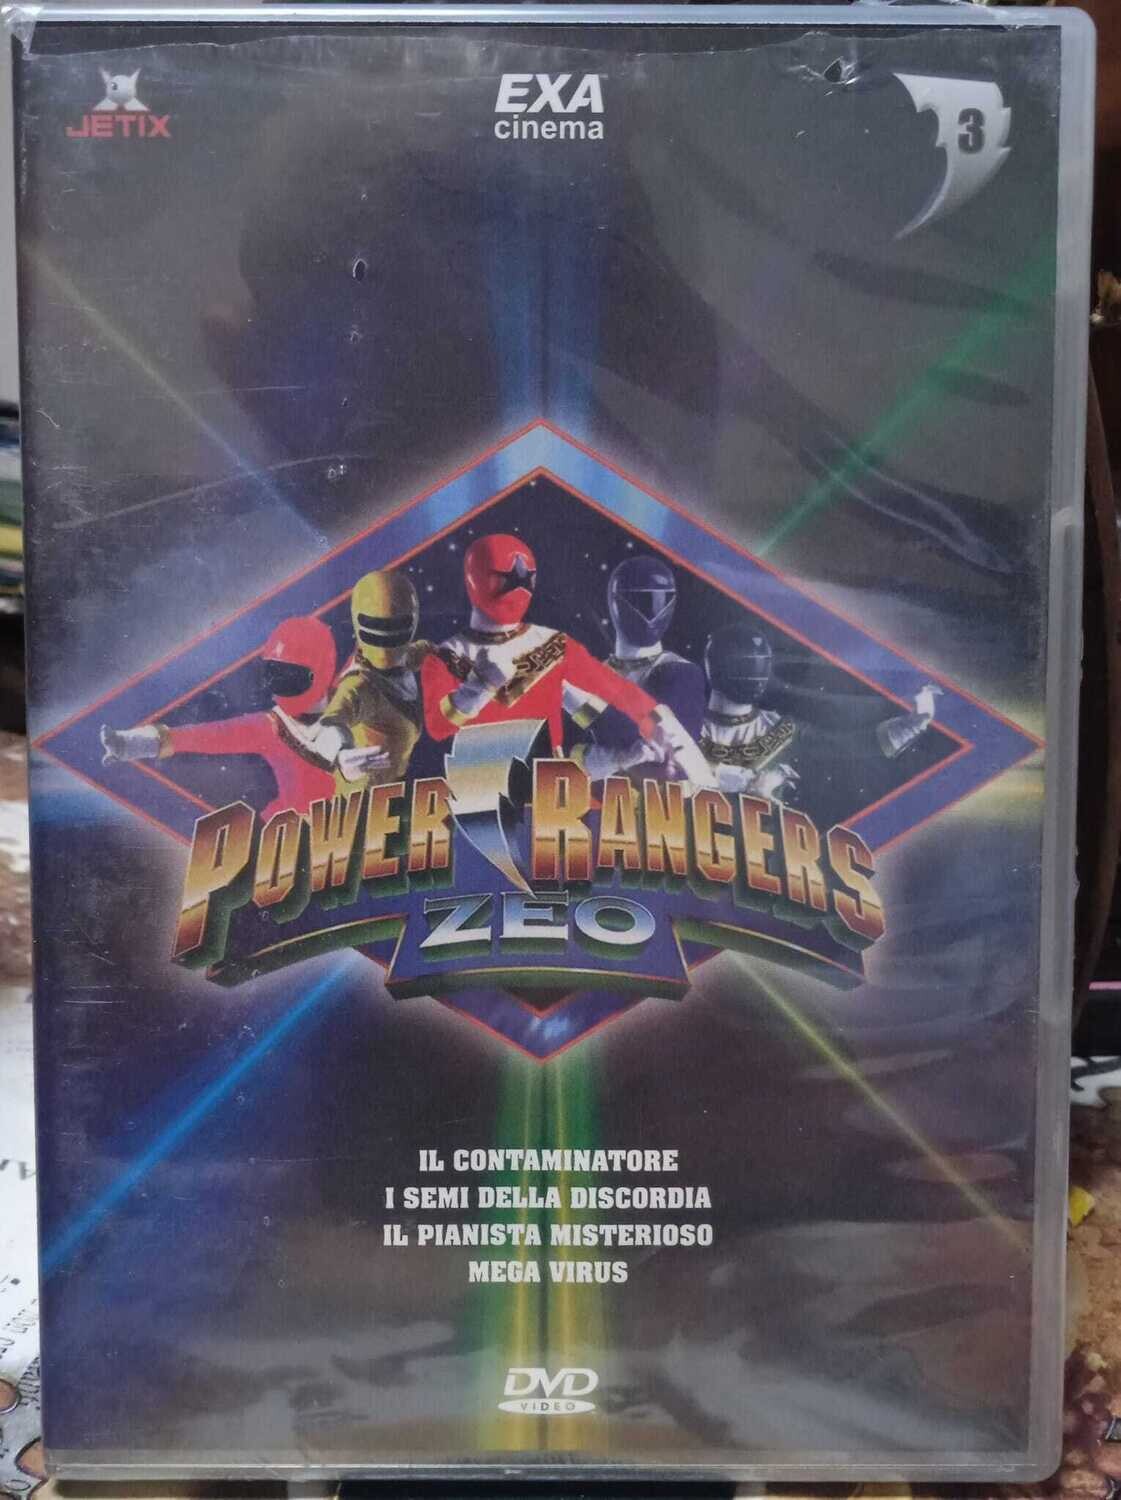 JETIX
EXA
cinema
3
POWER RANGERS
ZEO
IL CONTAMINATORE
I SEMI DELLA DISCORDIA
IL PIANISTA MISTERIOSO
MEGA VIRUS
DVD
VIDEO